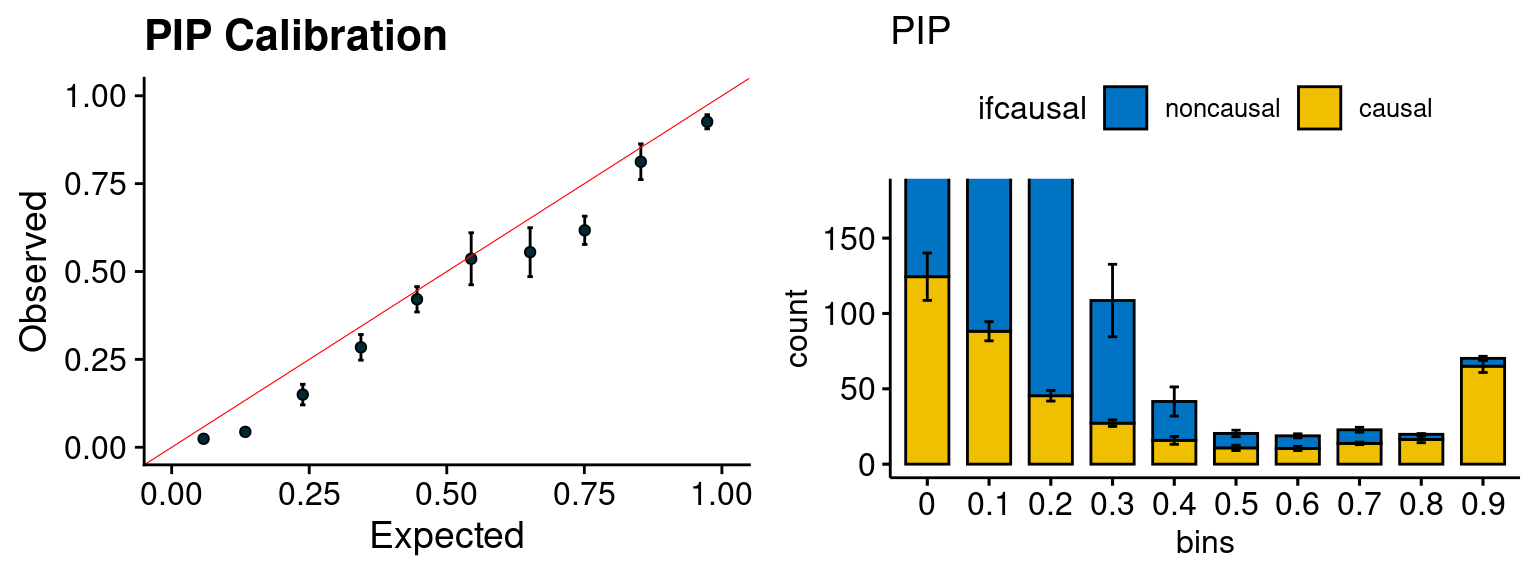 PIP Calibration
Observed
1.00
0.75
0.50
0.25
0.00
0.00 0.25 0.50 0.75 1.00
Expected
PIP
ifcausal noncausal causal
count
150
100
50
0
0 0.1 0.2 0.3 0.4 0.5 0.6 0.7 0.8 0.9
bins